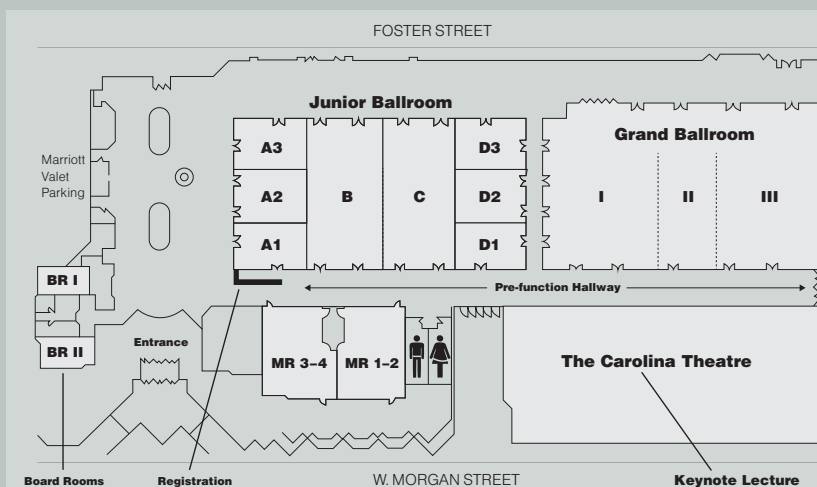 FOSTER STREET
Junior Ballroom
Grand Ballroom
A3
D3
Marriott
Valet
Parking
A2
B
C
D2
I
II
III
A1
D1
BR I
Pre-function Hallway
Entrance
BR II
MR 3–4
MR 1–2
The Carolina Theatre
Board Rooms
Registration
W. MORGAN STREET
Keynote Lecture